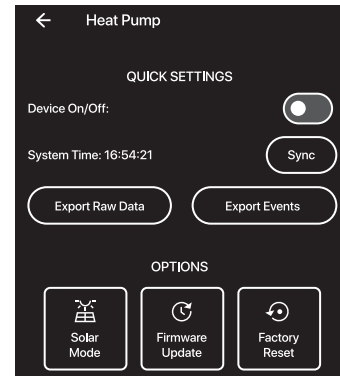 Heat Pump
QUICK SETTINGS
Device On/Off:
System Time: 16:54:21
Sync
Export Raw Data
Export Events
OPTIONS
Solar
Mode
Firmware
Update
Factory
Reset